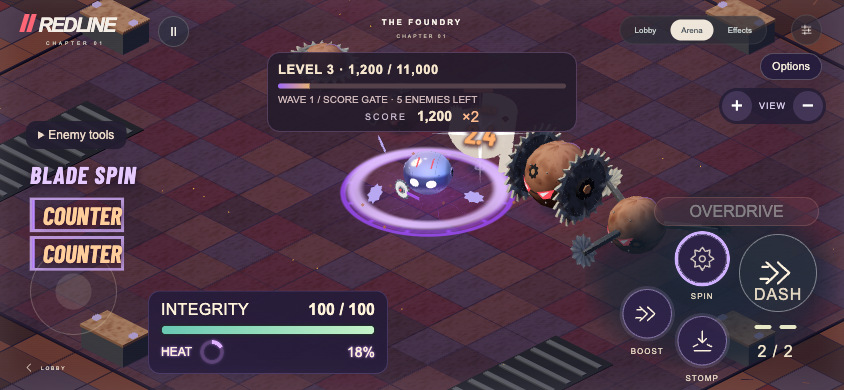 REDLINE
CHAPTER 01
THE FOUNDRY
CHAPTER 01
Lobby
Arena
Effects
Options
+ VIEW −
LEVEL 3 · 1,200 / 11,000
WAVE 1 / SCORE GATE · 5 ENEMIES LEFT
SCORE 1,200 ×2
2.4
Enemy tools
BLADE SPIN
COUNTER
COUNTER
OVERDRIVE
SPIN
DASH
BOOST
2 / 2
STOMP
INTEGRITY 100 / 100
HEAT 18%
LOBBY